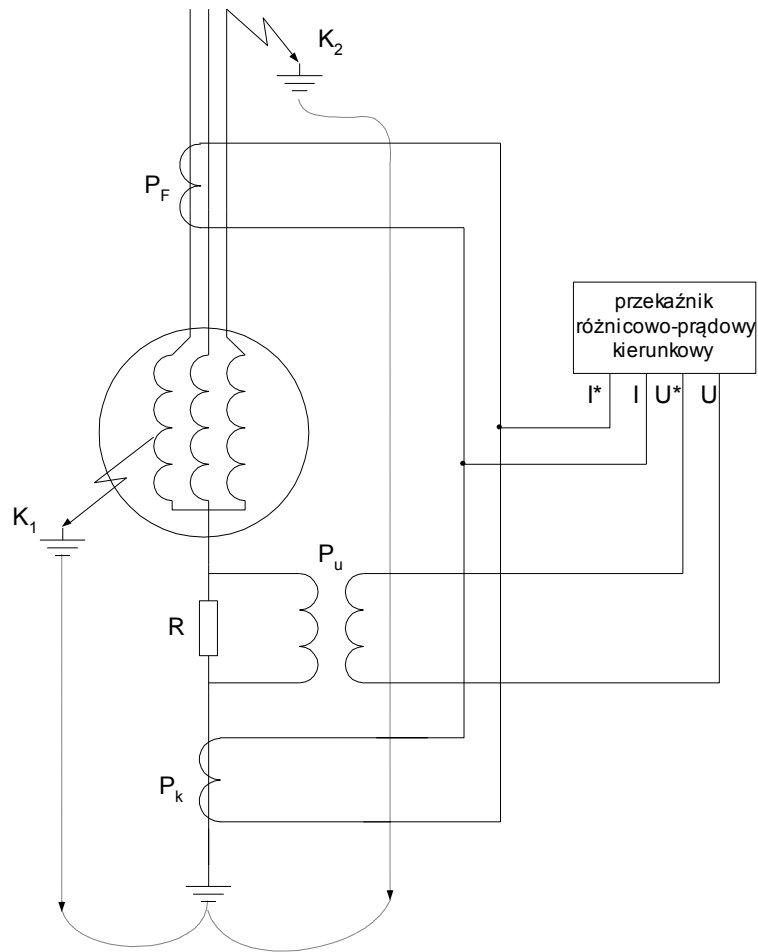 K₂
P_F
przekaźnik
różnicowo-prądowy
kierunkowy
I* I U* U
K₁
P_u
R
P_k